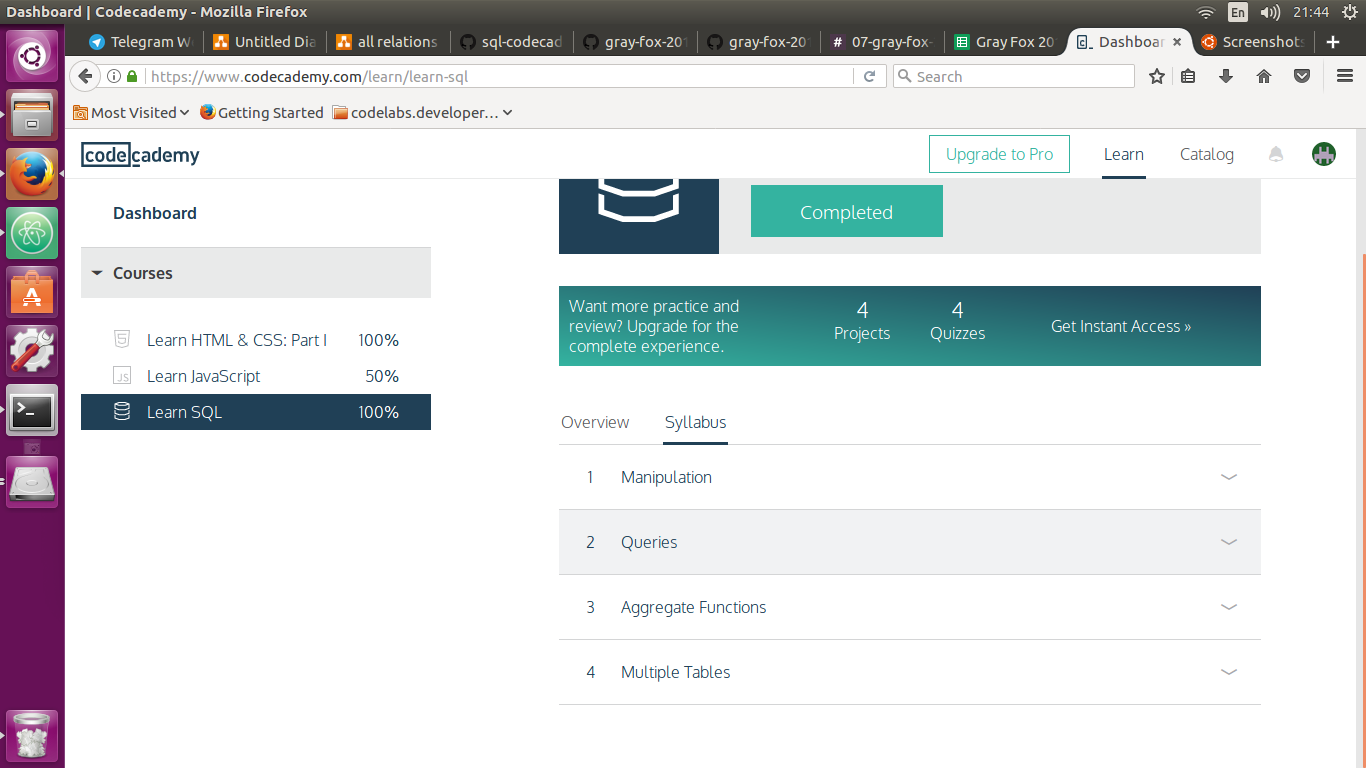 Dashboard | Codecademy - Mozilla Firefox
En
21:44
Telegram W
Untitled Dia
all relations
sql-codecad
gray-fox-201
gray-fox-201
# 07-gray-fox-
Gray Fox 20
Dashboar
Screenshots
https://www.codecademy.com/learn/learn-sql
Search
Most Visited
Getting Started
codelabs.developer...
codecademy
Upgrade to Pro
Learn
Catalog
Dashboard
Completed
Courses
Want more practice and
review? Upgrade for the
complete experience.
4
Projects
4
Quizzes
Get Instant Access »
Learn HTML & CSS: Part I 100%
JS Learn JavaScript 50%
Learn SQL 100%
Overview
Syllabus
1 Manipulation
2 Queries
3 Aggregate Functions
4 Multiple Tables